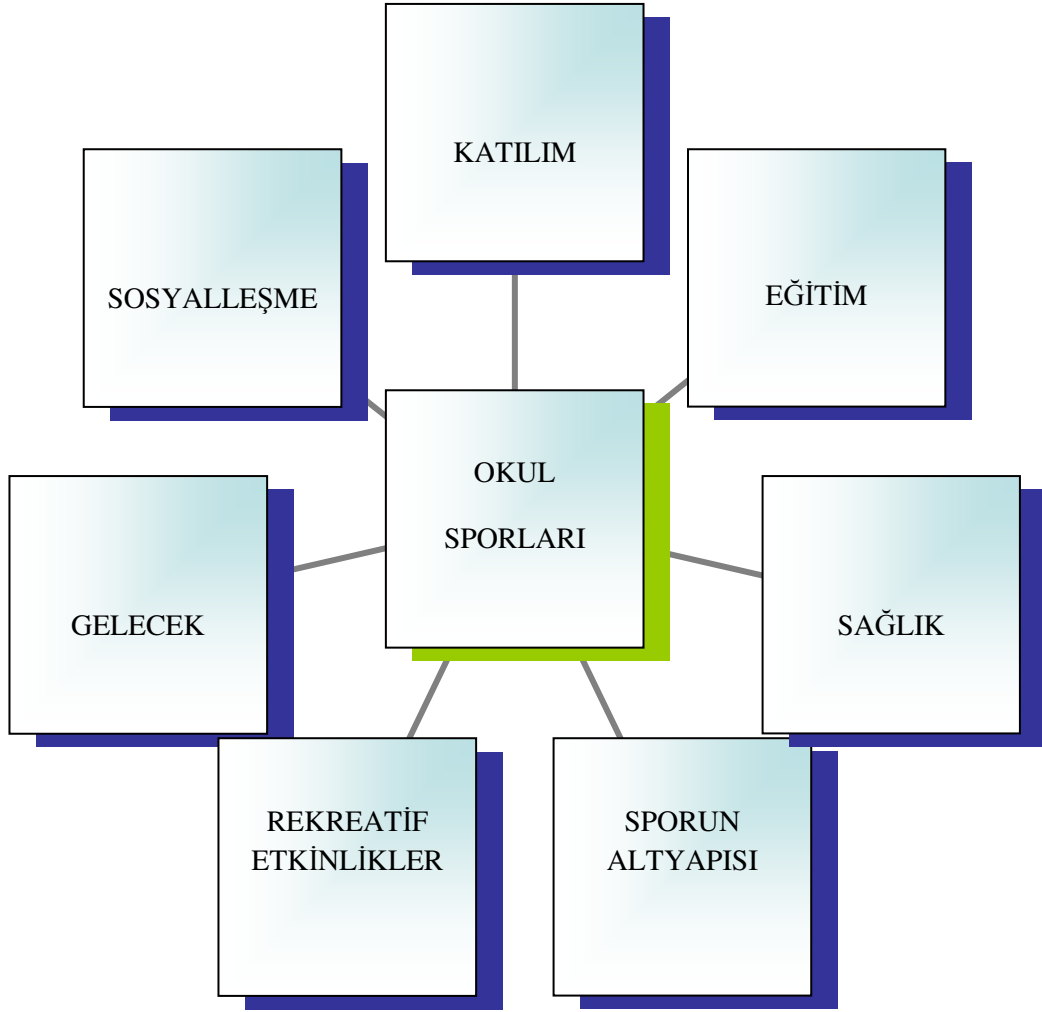 KATILIM
SOSYALLEŞME
EĞİTİM
OKUL
SPORLARI
GELECEK
SAĞLIK
REKREATİF
ETKİNLİKLER
SPORUN
ALTYAPISI